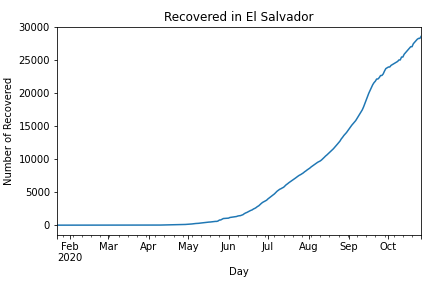 Recovered in El Salvador
30000
25000
20000
15000
10000
5000
0
Number of Recovered
Feb Mar Apr May Jun Jul Aug Sep Oct
2020
Day